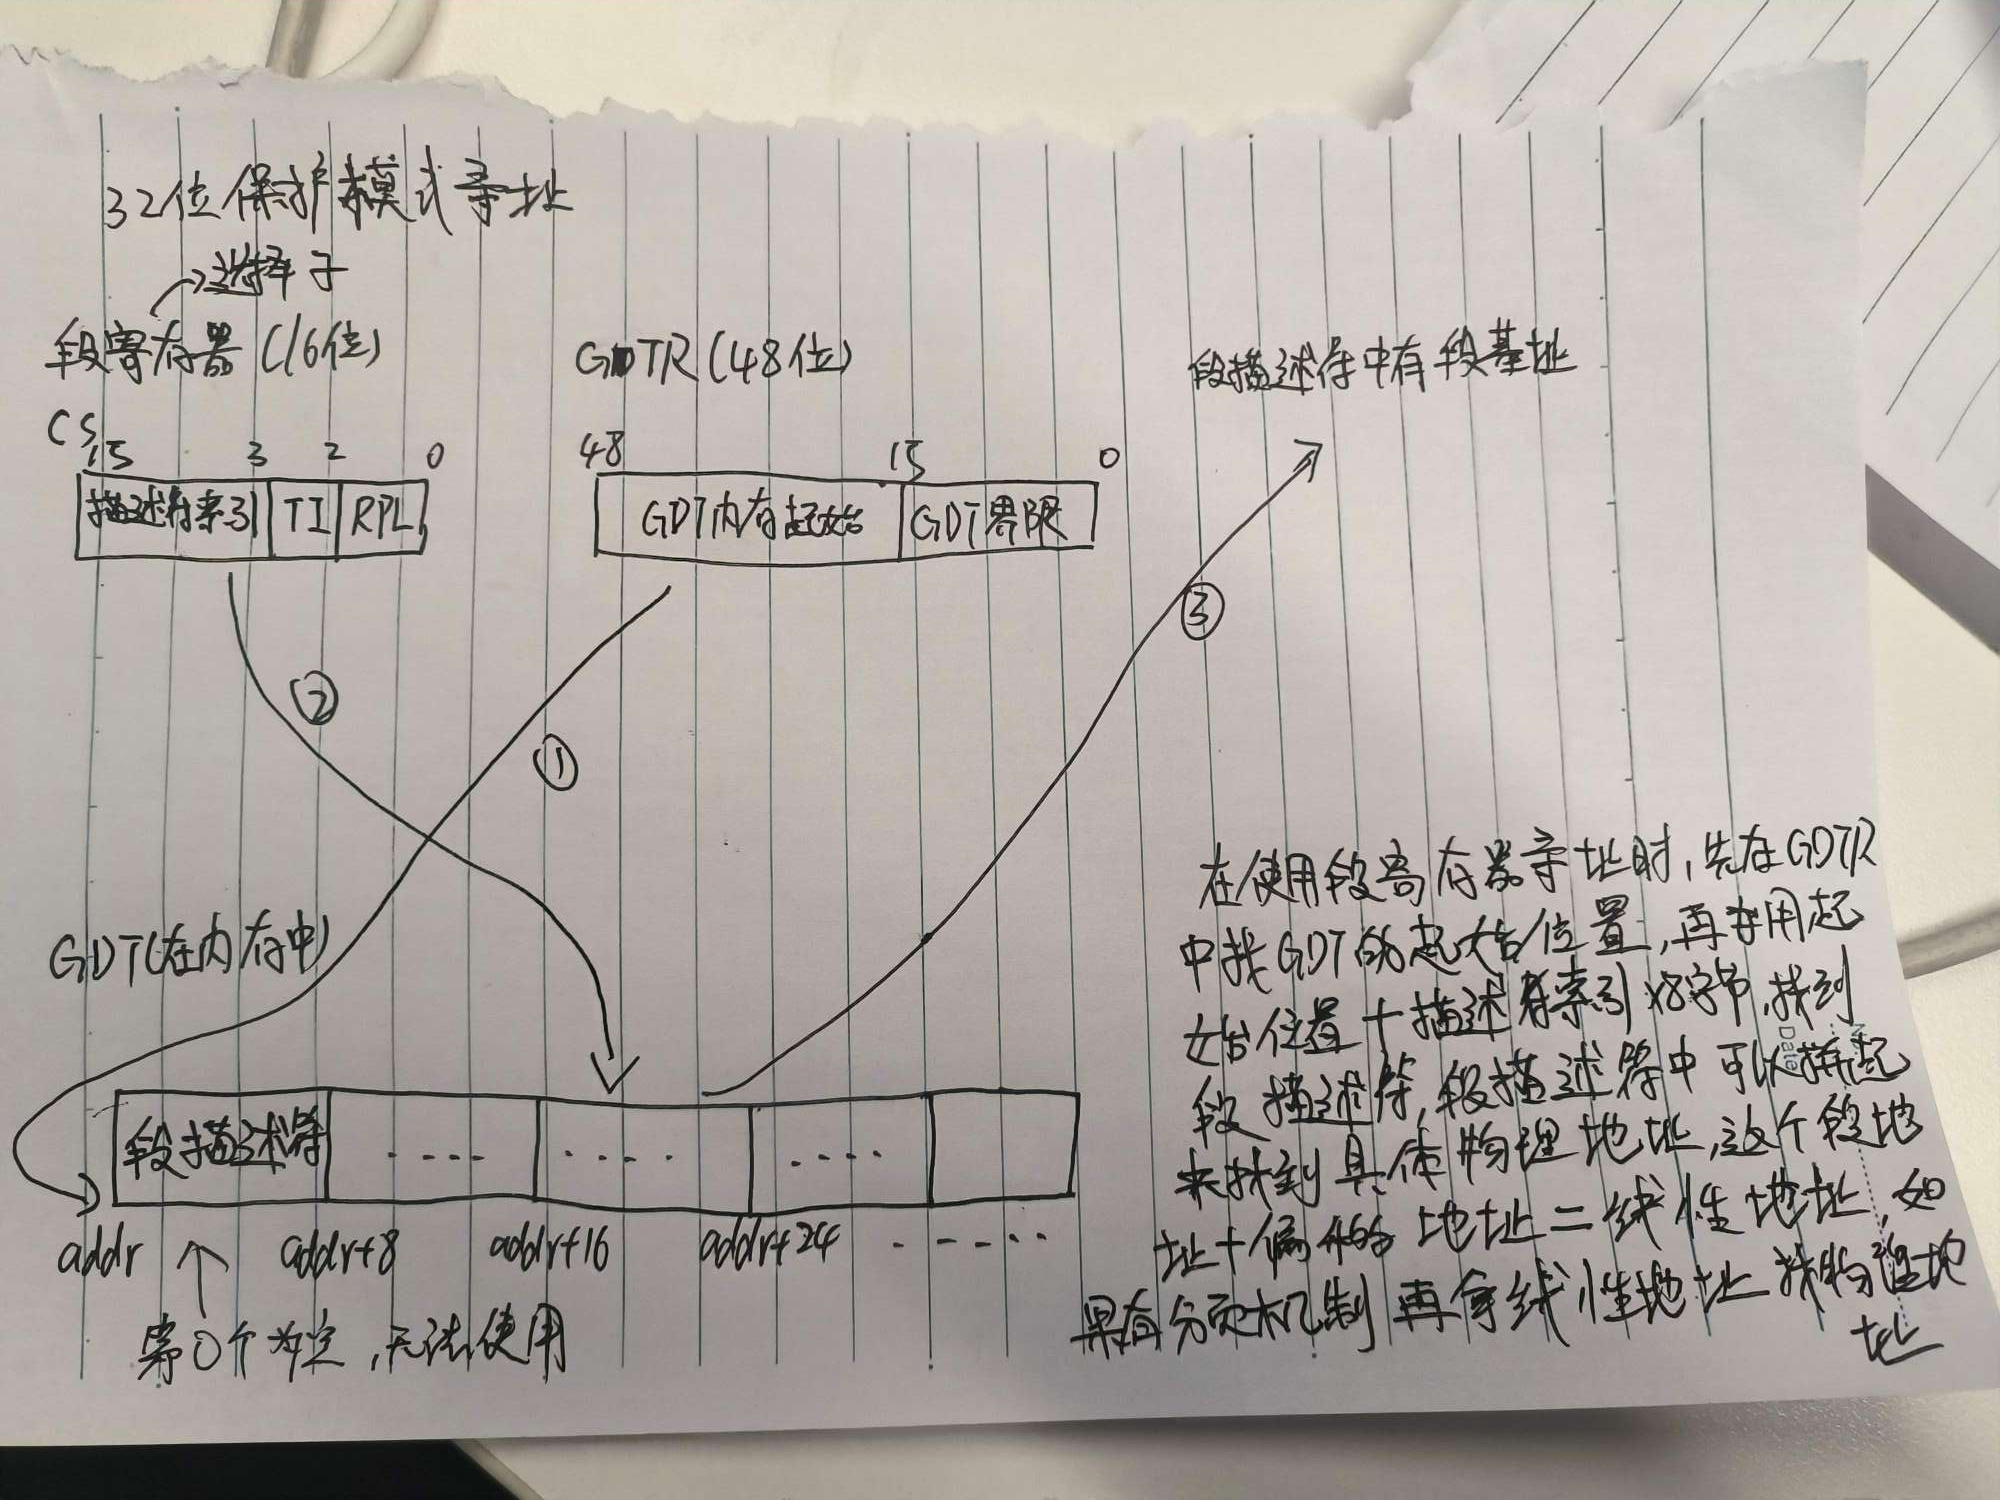 32位保护模式寻址
选择子
段寄存器(16位)
CS
15 3 2 0
描述符索引 TI RPL
GDTR(48位)
48 15 0
GDT内存起始 GDT界限
段描述符中有段基址
②
①
③
GDT(在内存中)
段描述符 ···· ···· ····
addr addr+8 addr+16 addr+24 ·····
第0个为空,无法使用
在使用段寄存器寻址时,先在GDTR
中找GDT的起始位置,再用起
始位置+描述符索引x8字节,找到
段描述符,段描述符中可以拼起
来找到具体物理地址,这个段地
址+偏移的地址=线性地址,如
果有分页机制再拿线性地址找物理地
址
Date
No